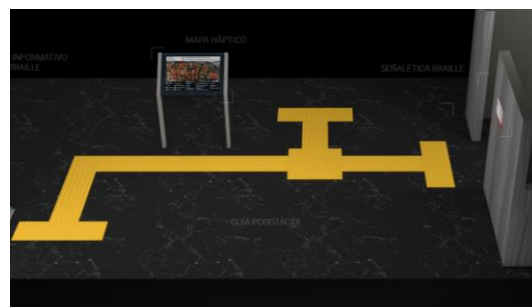 MAPA HÁPTICO
INFORMATIVO
BRAILLE
SEÑALÉTICA BRAILLE
GUÍA PODOTÁCTIL